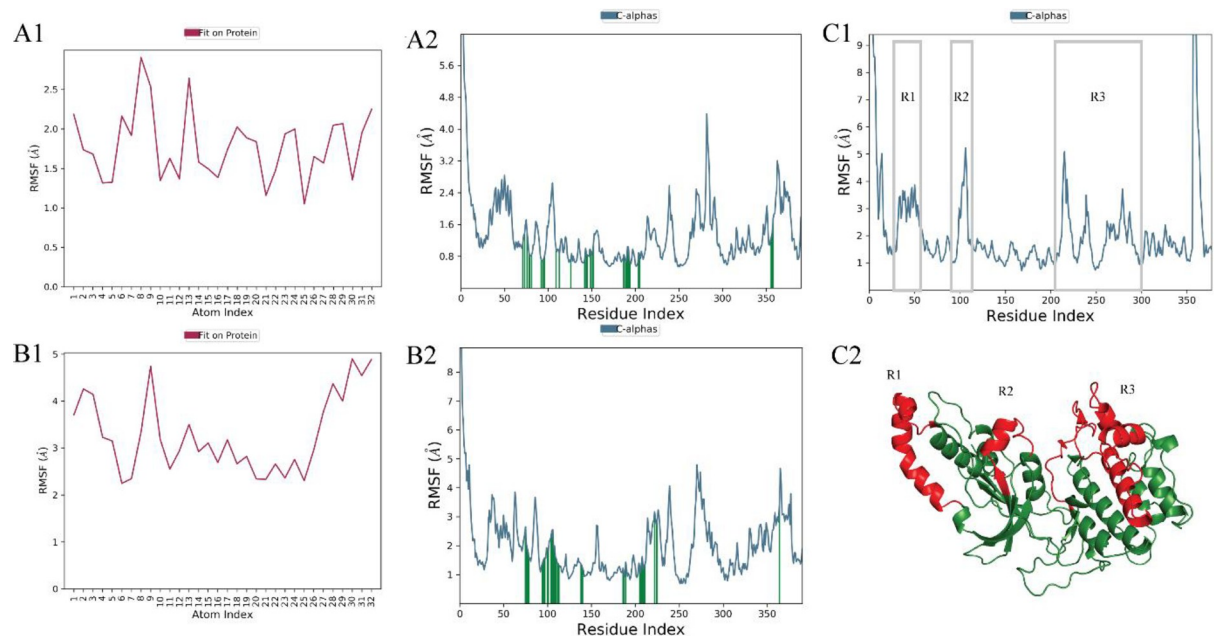 A1
Fit on Protein
RMSF (Å)
2.5
2.0
1.5
1.0
0.5
0.0
1 2 3 4 5 6 7 8 9 10 11 12 13 14 15 16 17 18 19 20 21 22 23 24 25 26 27 28 29 30 31 32
Atom Index
A2
C-alphas
RMSF (Å)
5.6
4.8
4.0
3.2
2.4
1.6
0.8
0 50 100 150 200 250 300 350
Residue Index
C1
C-alphas
RMSF (Å)
9
8
7
6
5
4
3
2
1
R1 R2 R3
0 50 100 150 200 250 300 350
Residue Index
B1
Fit on Protein
RMSF (Å)
5
4
3
2
1
0
1 2 3 4 5 6 7 8 9 10 11 12 13 14 15 16 17 18 19 20 21 22 23 24 25 26 27 28 29 30 31 32
Atom Index
B2
C-alphas
RMSF (Å)
8
7
6
5
4
3
2
1
0 50 100 150 200 250 300 350
Residue Index
C2
R1 R2 R3